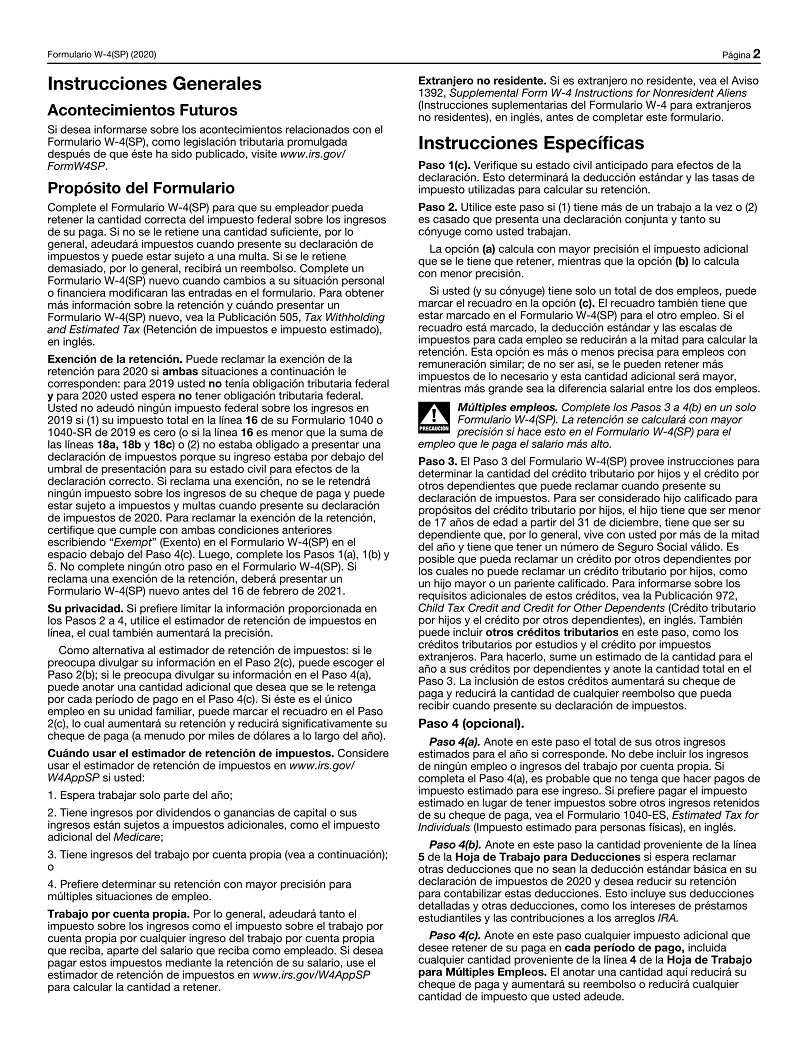 Formulario W-4(SP) (2020)
Página 2
Instrucciones Generales
Acontecimientos Futuros
Si desea informarse sobre los acontecimientos relacionados con el
Formulario W-4(SP), como legislación tributaria promulgada
después de que éste ha sido publicado, visite www.irs.gov/
FormW4SP.
Propósito del Formulario
Complete el Formulario W-4(SP) para que su empleador pueda
retener la cantidad correcta del impuesto federal sobre los ingresos
de su paga. Si no se le retiene una cantidad suficiente, por lo
general, adeudará impuestos cuando presente su declaración de
impuestos y puede estar sujeto a una multa. Si se le retiene
demasiado, por lo general, recibirá un reembolso. Complete un
Formulario W-4(SP) nuevo cuando cambios a su situación personal
o financiera modificaran las entradas en el formulario. Para obtener
más información sobre la retención y cuándo presentar un
Formulario W-4(SP) nuevo, vea la Publicación 505, Tax Withholding
and Estimated Tax (Retención de impuestos e impuesto estimado),
en inglés.
Exención de la retención. Puede reclamar la exención de la
retención para 2020 si ambas situaciones a continuación le
corresponden: para 2019 usted no tenía obligación tributaria federal
y para 2020 usted espera no tener obligación tributaria federal.
Usted no adeudó ningún impuesto federal sobre los ingresos en
2019 si (1) su impuesto total en la línea 16 de su Formulario 1040 o
1040-SR de 2019 es cero (o si la línea 16 es menor que la suma de
las líneas 18a, 18b y 18c) o (2) no estaba obligado a presentar una
declaración de impuestos porque su ingreso estaba por debajo del
umbral de presentación para su estado civil para efectos de la
declaración correcto. Si reclama una exención, no se le retendrá
ningún impuesto sobre los ingresos de su cheque de paga y puede
estar sujeto a impuestos y multas cuando presente su declaración
de impuestos de 2020. Para reclamar la exención de la retención,
certifique que cumple con ambas condiciones anteriores
escribiendo “Exempt” (Exento) en el Formulario W-4(SP) en el
espacio debajo del Paso 4(c). Luego, complete los Pasos 1(a), 1(b) y
5. No complete ningún otro paso en el Formulario W-4(SP). Si
reclama una exención de la retención, deberá presentar un
Formulario W-4(SP) nuevo antes del 16 de febrero de 2021.
Su privacidad. Si prefiere limitar la información proporcionada en
los Pasos 2 a 4, utilice el estimador de retención de impuestos en
línea, el cual también aumentará la precisión.
Como alternativa al estimador de retención de impuestos: si le
preocupa divulgar su información en el Paso 2(c), puede escoger el
Paso 2(b); si le preocupa divulgar su información en el Paso 4(a),
puede anotar una cantidad adicional que desea que se le retenga
por cada período de pago en el Paso 4(c). Si éste es el único
empleo en su unidad familiar, puede marcar el recuadro en el Paso
2(c), lo cual aumentará su retención y reducirá significativamente su
cheque de paga (a menudo por miles de dólares a lo largo del año).
Cuándo usar el estimador de retención de impuestos. Considere
usar el estimador de retención de impuestos en www.irs.gov/
W4AppSP si usted:
1. Espera trabajar solo parte del año;
2. Tiene ingresos por dividendos o ganancias de capital o sus
ingresos están sujetos a impuestos adicionales, como el impuesto
adicional del Medicare;
3. Tiene ingresos del trabajo por cuenta propia (vea a continuación);
o
4. Prefiere determinar su retención con mayor precisión para
múltiples situaciones de empleo.
Trabajo por cuenta propia. Por lo general, adeudará tanto el
impuesto sobre los ingresos como el impuesto sobre el trabajo por
cuenta propia por cualquier ingreso del trabajo por cuenta propia
que reciba, aparte del salario que reciba como empleado. Si desea
pagar estos impuestos mediante la retención de su salario, use el
estimador de retención de impuestos en www.irs.gov/W4AppSP
para calcular la cantidad a retener.
Extranjero no residente. Si es extranjero no residente, vea el Aviso
1392, Supplemental Form W-4 Instructions for Nonresident Aliens
(Instrucciones suplementarias del Formulario W-4 para extranjeros
no residentes), en inglés, antes de completar este formulario.
Instrucciones Específicas
Paso 1(c). Verifique su estado civil anticipado para efectos de la
declaración. Esto determinará la deducción estándar y las tasas de
impuesto utilizadas para calcular su retención.
Paso 2. Utilice este paso si (1) tiene más de un trabajo a la vez o (2)
es casado que presenta una declaración conjunta y tanto su
cónyuge como usted trabajan.
La opción (a) calcula con mayor precisión el impuesto adicional
que se le tiene que retener, mientras que la opción (b) lo calcula
con menor precisión.
Si usted (y su cónyuge) tiene solo un total de dos empleos, puede
marcar el recuadro en la opción (c). El recuadro también tiene que
estar marcado en el Formulario W-4(SP) para el otro empleo. Si el
recuadro está marcado, la deducción estándar y las escalas de
impuestos para cada empleo se reducirán a la mitad para calcular la
retención. Esta opción es más o menos precisa para empleos con
remuneración similar; de no ser así, se le pueden retener más
impuestos de lo necesario y esta cantidad adicional será mayor,
mientras más grande sea la diferencia salarial entre los dos empleos.
PRECAUCIÓN
Múltiples empleos. Complete los Pasos 3 a 4(b) en un solo
Formulario W-4(SP). La retención se calculará con mayor
precisión si hace esto en el Formulario W-4(SP) para el
empleo que le paga el salario más alto.
Paso 3. El Paso 3 del Formulario W-4(SP) provee instrucciones para
determinar la cantidad del crédito tributario por hijos y el crédito por
otros dependientes que puede reclamar cuando presente su
declaración de impuestos. Para ser considerado hijo calificado para
propósitos del crédito tributario por hijos, el hijo tiene que ser menor
de 17 años de edad a partir del 31 de diciembre, tiene que ser su
dependiente que, por lo general, vive con usted por más de la mitad
del año y tiene que tener un número de Seguro Social válido. Es
posible que pueda reclamar un crédito por otros dependientes por
los cuales no puede reclamar un crédito tributario por hijos, como
un hijo mayor o un pariente calificado. Para informarse sobre los
requisitos adicionales de estos créditos, vea la Publicación 972,
Child Tax Credit and Credit for Other Dependents (Crédito tributario
por hijos y el crédito por otros dependientes), en inglés. También
puede incluir otros créditos tributarios en este paso, como los
créditos tributarios por estudios y el crédito por impuestos
extranjeros. Para hacerlo, sume un estimado de la cantidad para el
año a sus créditos por dependientes y anote la cantidad total en el
Paso 3. La inclusión de estos créditos aumentará su cheque de
paga y reducirá la cantidad de cualquier reembolso que pueda
recibir cuando presente su declaración de impuestos.
Paso 4 (opcional).
Paso 4(a). Anote en este paso el total de sus otros ingresos
estimados para el año si corresponde. No debe incluir los ingresos
de ningún empleo o ingresos del trabajo por cuenta propia. Si
completa el Paso 4(a), es probable que no tenga que hacer pagos de
impuesto estimado para ese ingreso. Si prefiere pagar el impuesto
estimado en lugar de tener impuestos sobre otros ingresos retenidos
de su cheque de paga, vea el Formulario 1040-ES, Estimated Tax for
Individuals (Impuesto estimado para personas físicas), en inglés.
Paso 4(b). Anote en este paso la cantidad proveniente de la línea
5 de la Hoja de Trabajo para Deducciones si espera reclamar
otras deducciones que no sean la deducción estándar básica en su
declaración de impuestos de 2020 y desea reducir su retención
para contabilizar estas deducciones. Esto incluye sus deducciones
detalladas y otras deducciones, como los intereses de préstamos
estudiantiles y las contribuciones a los arreglos IRA.
Paso 4(c). Anote en este paso cualquier impuesto adicional que
desee retener de su paga en cada período de pago, incluida
cualquier cantidad proveniente de la línea 4 de la Hoja de Trabajo
para Múltiples Empleos. El anotar una cantidad aquí reducirá su
cheque de paga y aumentará su reembolso o reducirá cualquier
cantidad de impuesto que usted adeude.